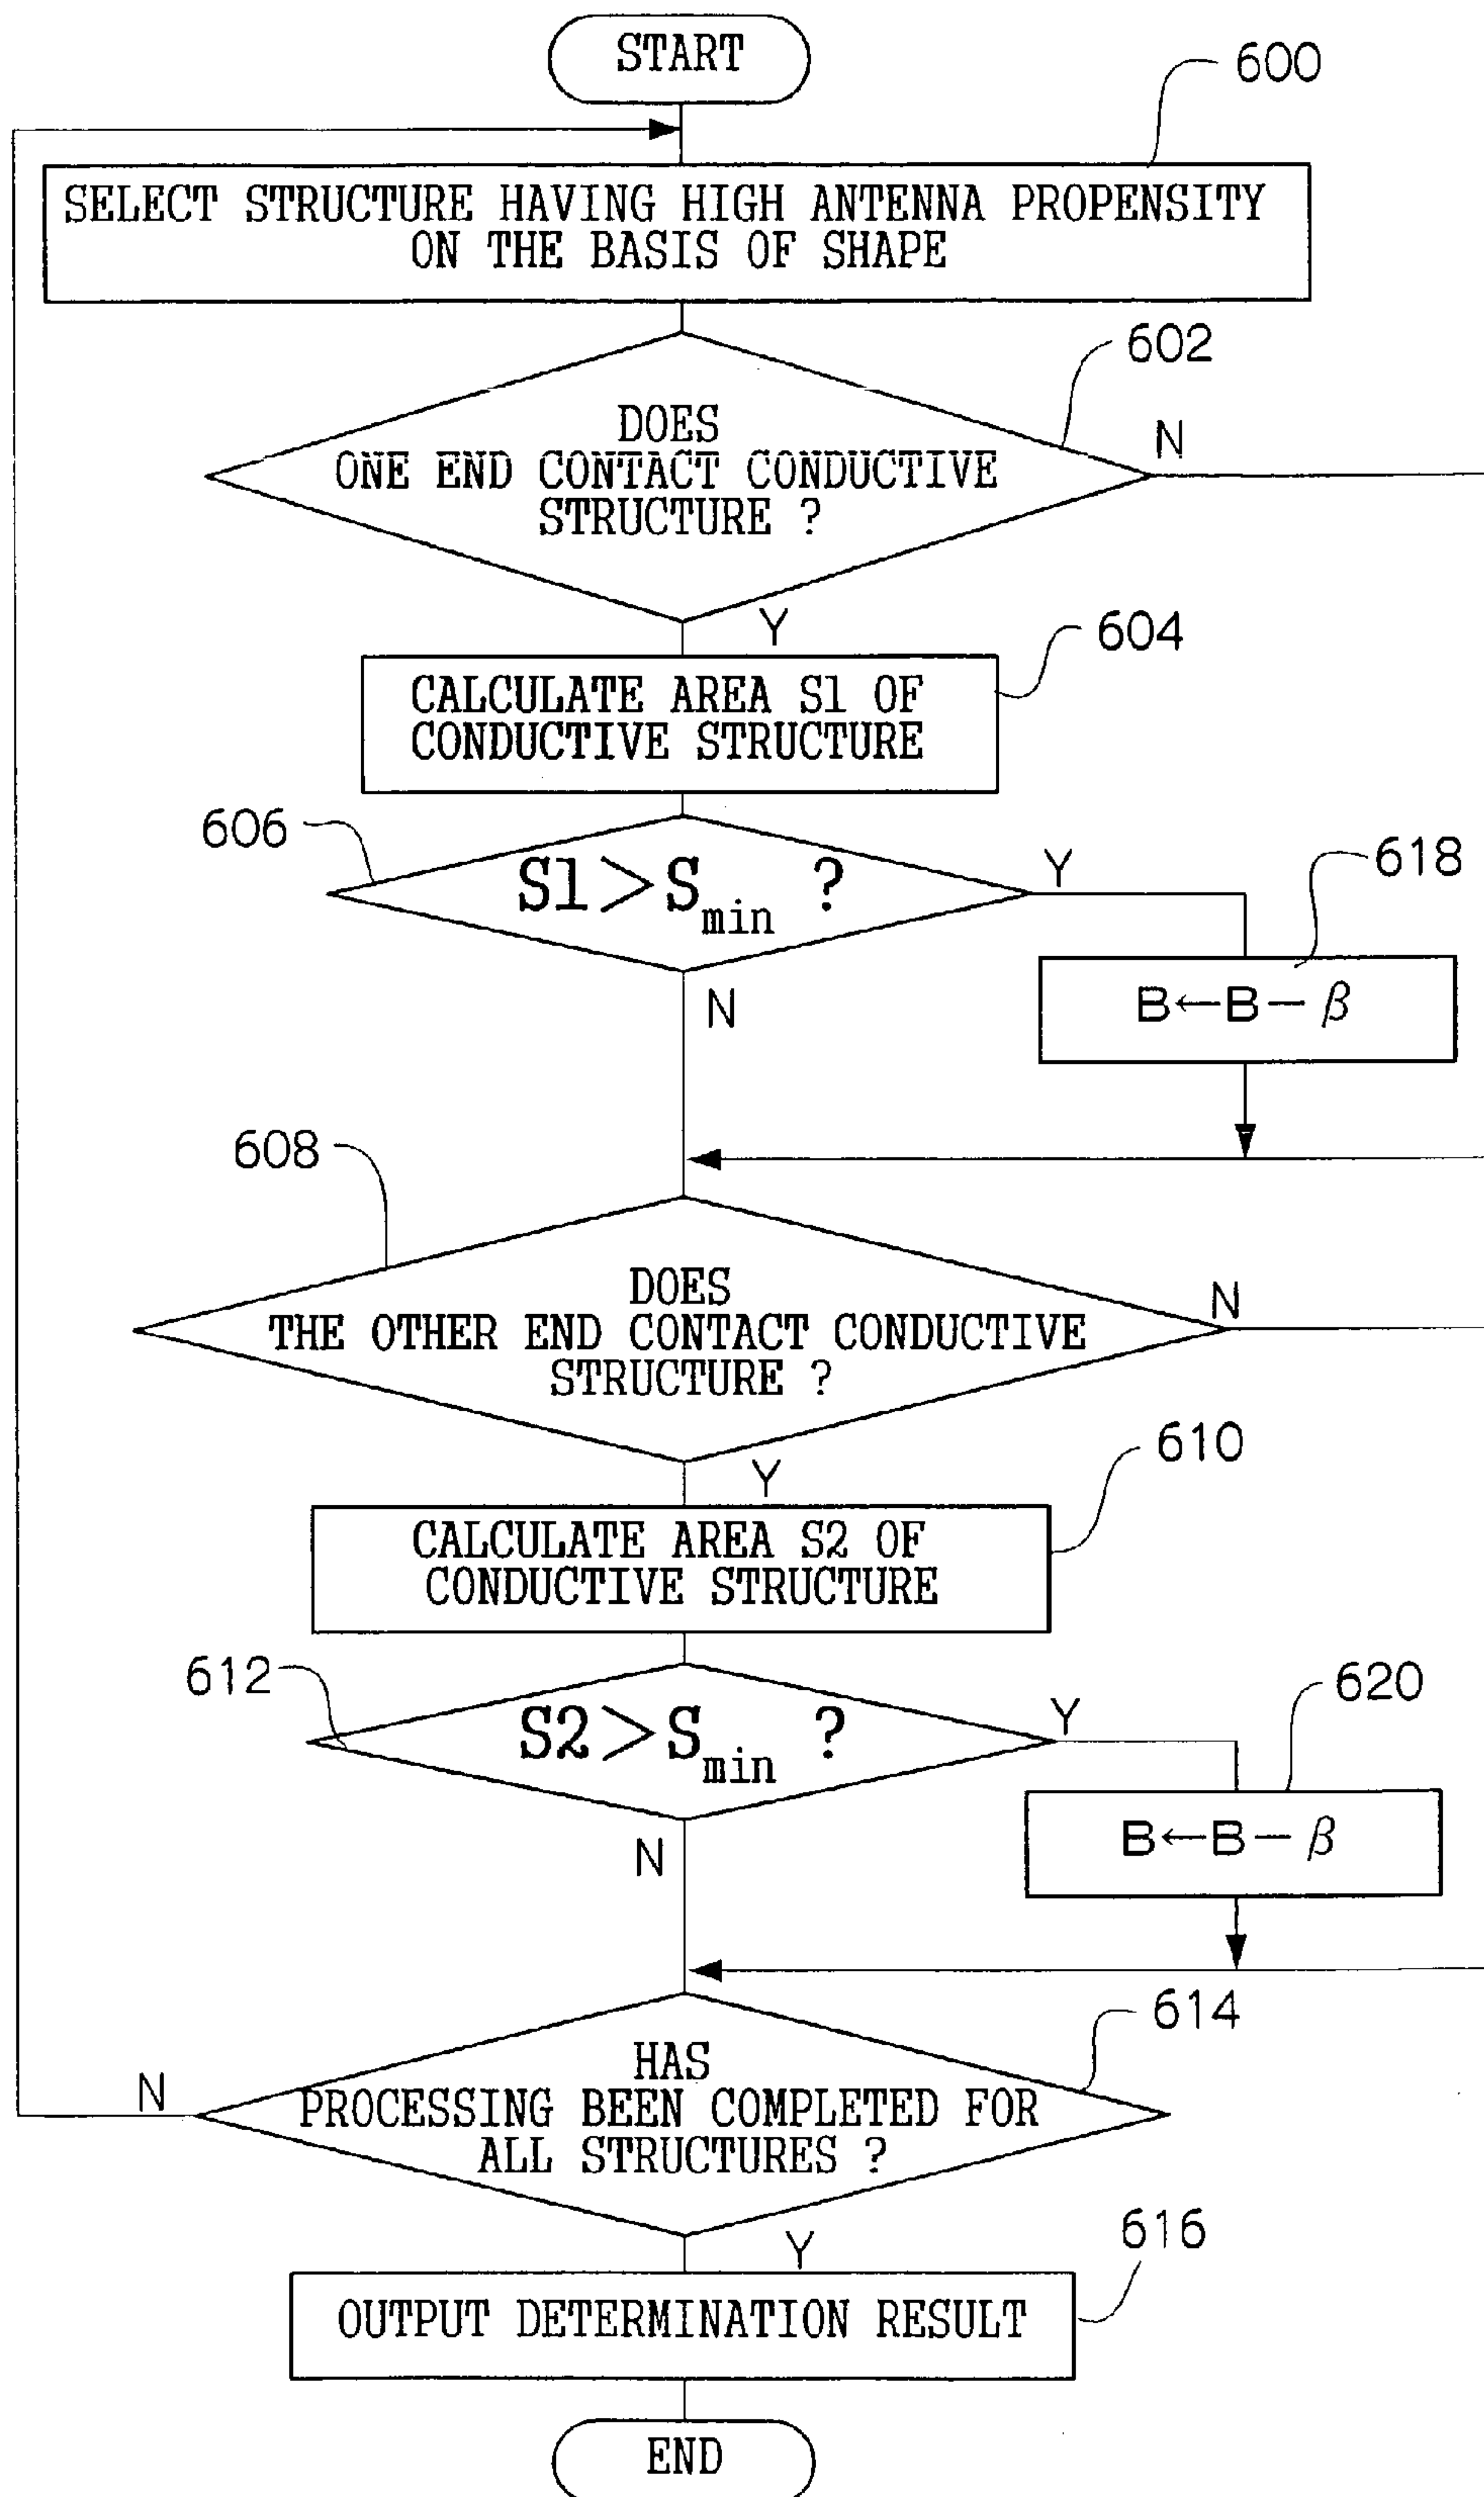 START
600
SELECT STRUCTURE HAVING HIGH ANTENNA PROPENSITY
ON THE BASIS OF SHAPE
602
DOES
ONE END CONTACT CONDUCTIVE
STRUCTURE ?
N
Y
604
CALCULATE AREA S1 OF
CONDUCTIVE STRUCTURE
606
S1>Smin ?
Y
618
N
B←B−β
608
DOES
THE OTHER END CONTACT CONDUCTIVE
STRUCTURE ?
N
Y
610
CALCULATE AREA S2 OF
CONDUCTIVE STRUCTURE
612
S2>Smin ?
Y
620
N
B←B−β
614
HAS
PROCESSING BEEN COMPLETED FOR
ALL STRUCTURES ?
N
Y
616
OUTPUT DETERMINATION RESULT
END